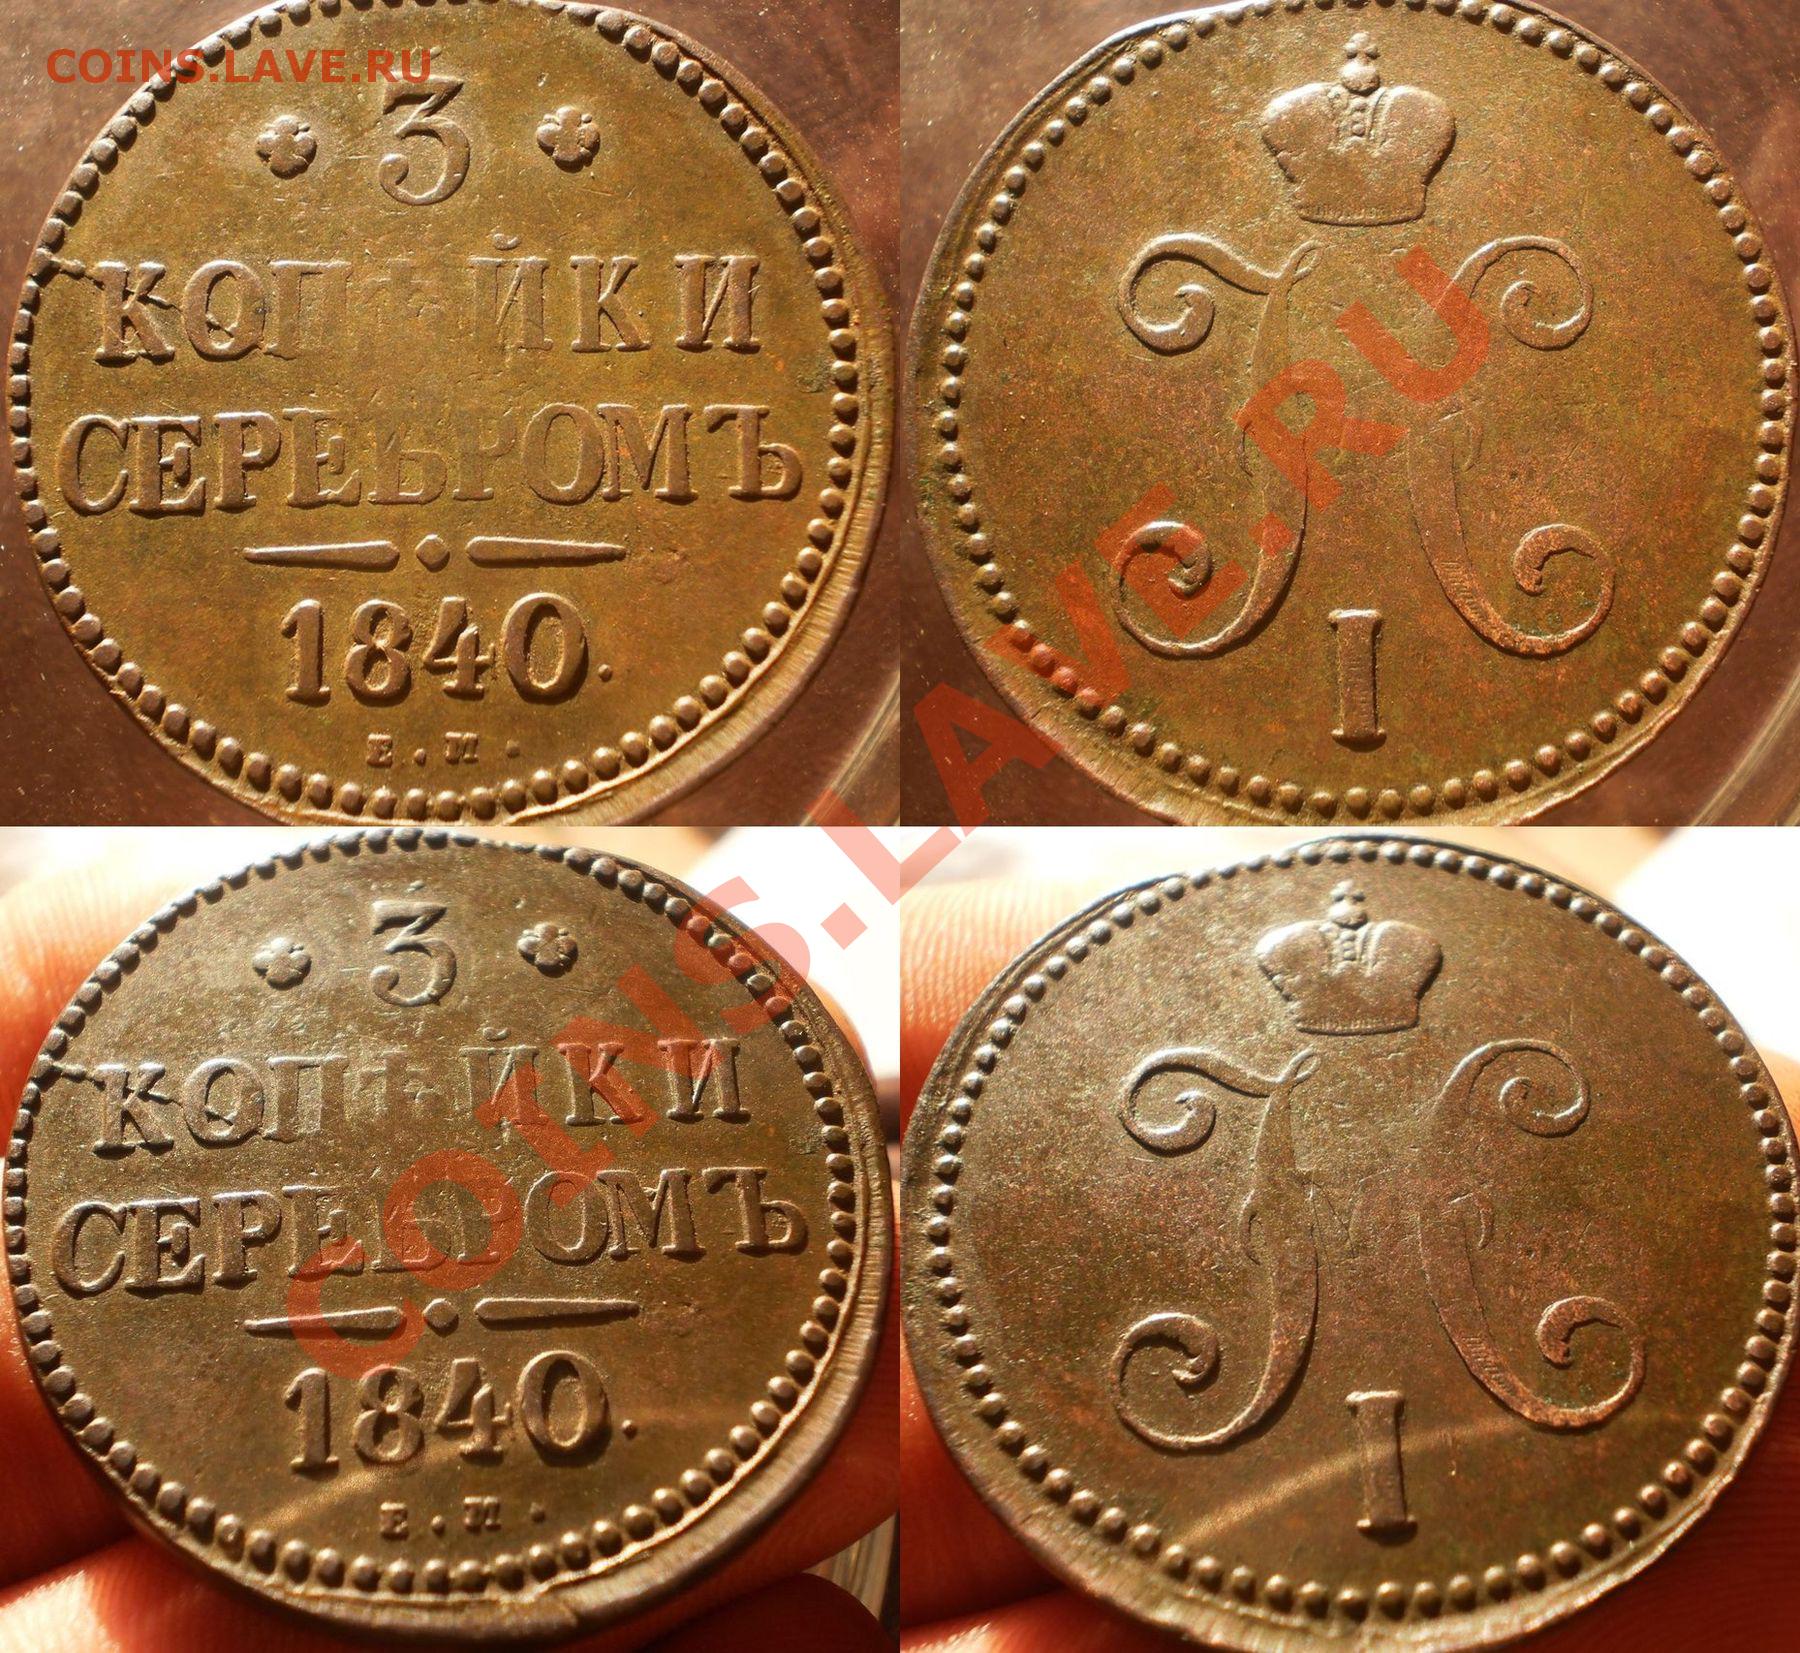 COINS.LAVE.RU
3
КОПѢЙКИ
СЕРЕБРОМЪ
1840.
Е.М.
I
3
КОПѢЙКИ
СЕРЕБРОМЪ
1840.
Е.М.
I
COINS.LAVE.RU